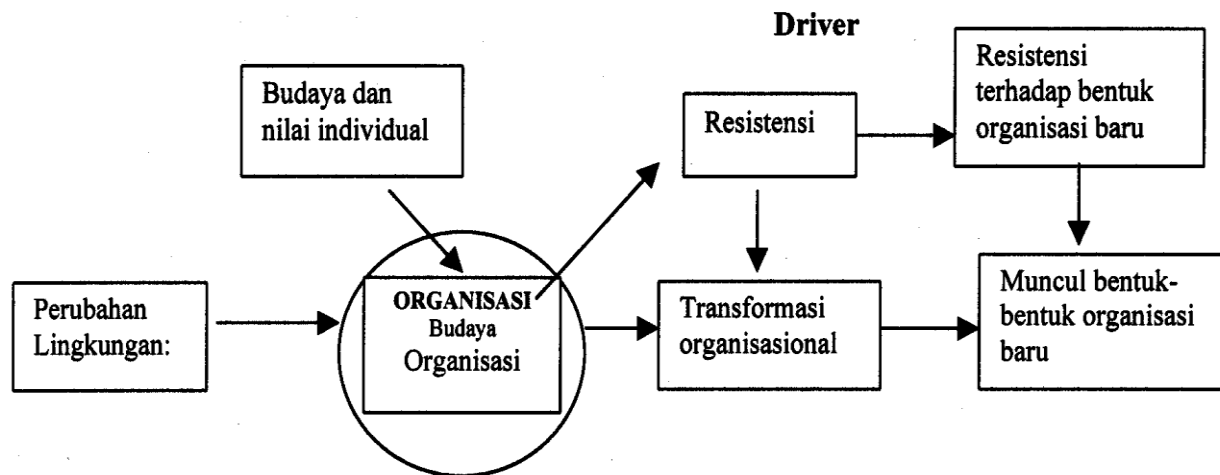 Driver
Budaya dan
nilai individual
Resistensi
Resistensi
terhadap bentuk
organisasi baru
Perubahan
Lingkungan:
ORGANISASI
Budaya
Organisasi
Transformasi
organisasional
Muncul bentuk-
bentuk organisasi
baru